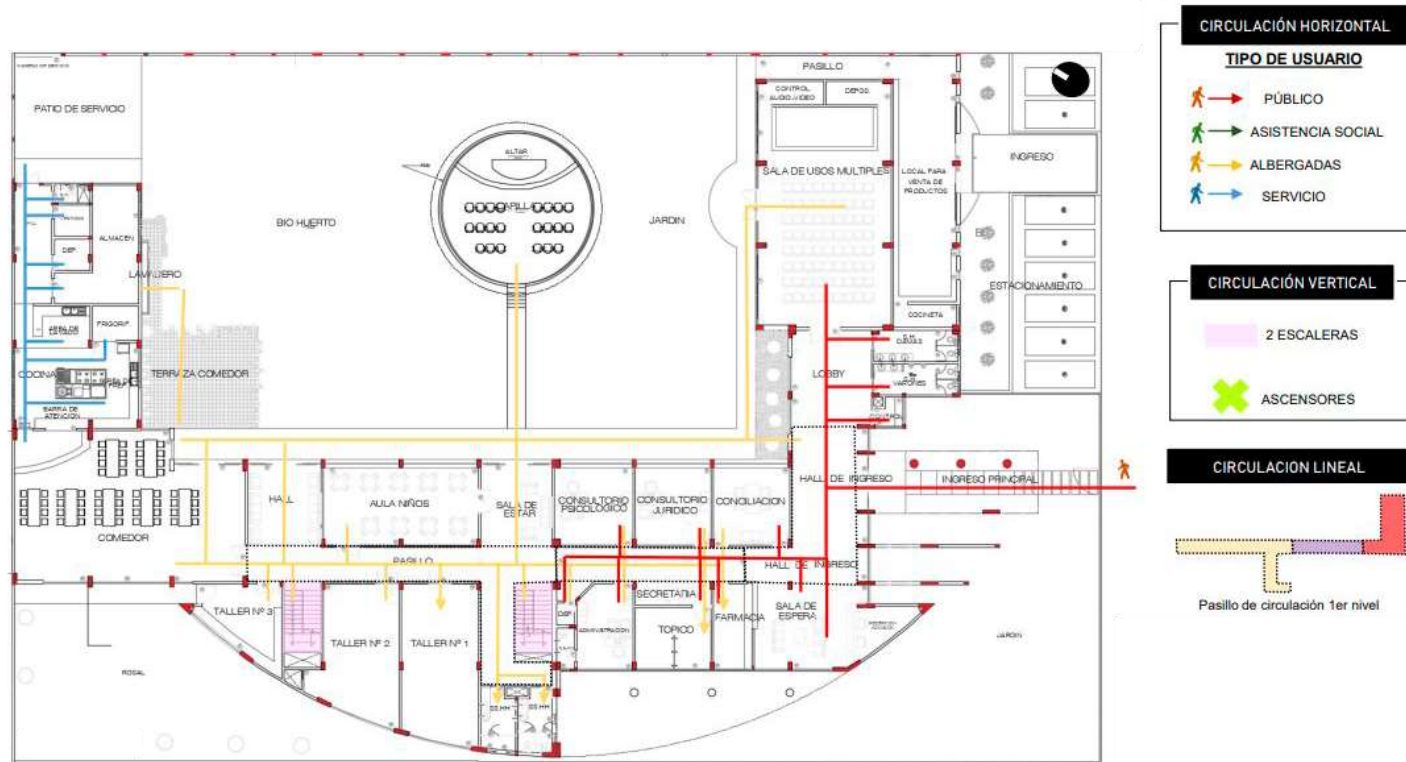 CIRCULACIÓN HORIZONTAL
TIPO DE USUARIO
PÚBLICO
ASISTENCIA SOCIAL
ALBERGADAS
SERVICIO
CIRCULACIÓN VERTICAL
2 ESCALERAS
ASCENSORES
CIRCULACION LINEAL
Pasillo de circulación 1er nivel
PASILLO
CONTROL
AUDIO-VIDEO
DEPOS.
PATIO DE SERVICIO
ALTAR
INGRESO
SALA DE USOS MULTIPLES
LOCAL PARA
VENTA DE
PRODUCTOS
BIO HUERTO
JARDIN
ALMACEN
DEP.
LAVADERO
ESTACIONAMIENTO
FRIGORIF.
COCINETA
S.H.
DAMAS
COCINA
TERRAZA COMEDOR
LOBBY
VARONES
BARRA DE
ATENCION
CONTROL
HALL
AULA NIÑOS
SALA DE
ESTAR
CONSULTORIO
PSICOLOGICO
CONSULTORIO
JURIDICO
CONCILIACION
HALL DE INGRESO
INGRESO PRINCIPAL
COMEDOR
PASILLO
HALL DE INGRESO
TALLER Nº 3
TALLER Nº 2
TALLER Nº 1
DEP.
SECRETARIA
ADMINISTRACION
TOPICO
FARMACIA
SALA DE
ESPERA
JARDIN
ROSAL
SS.HH
SS.HH